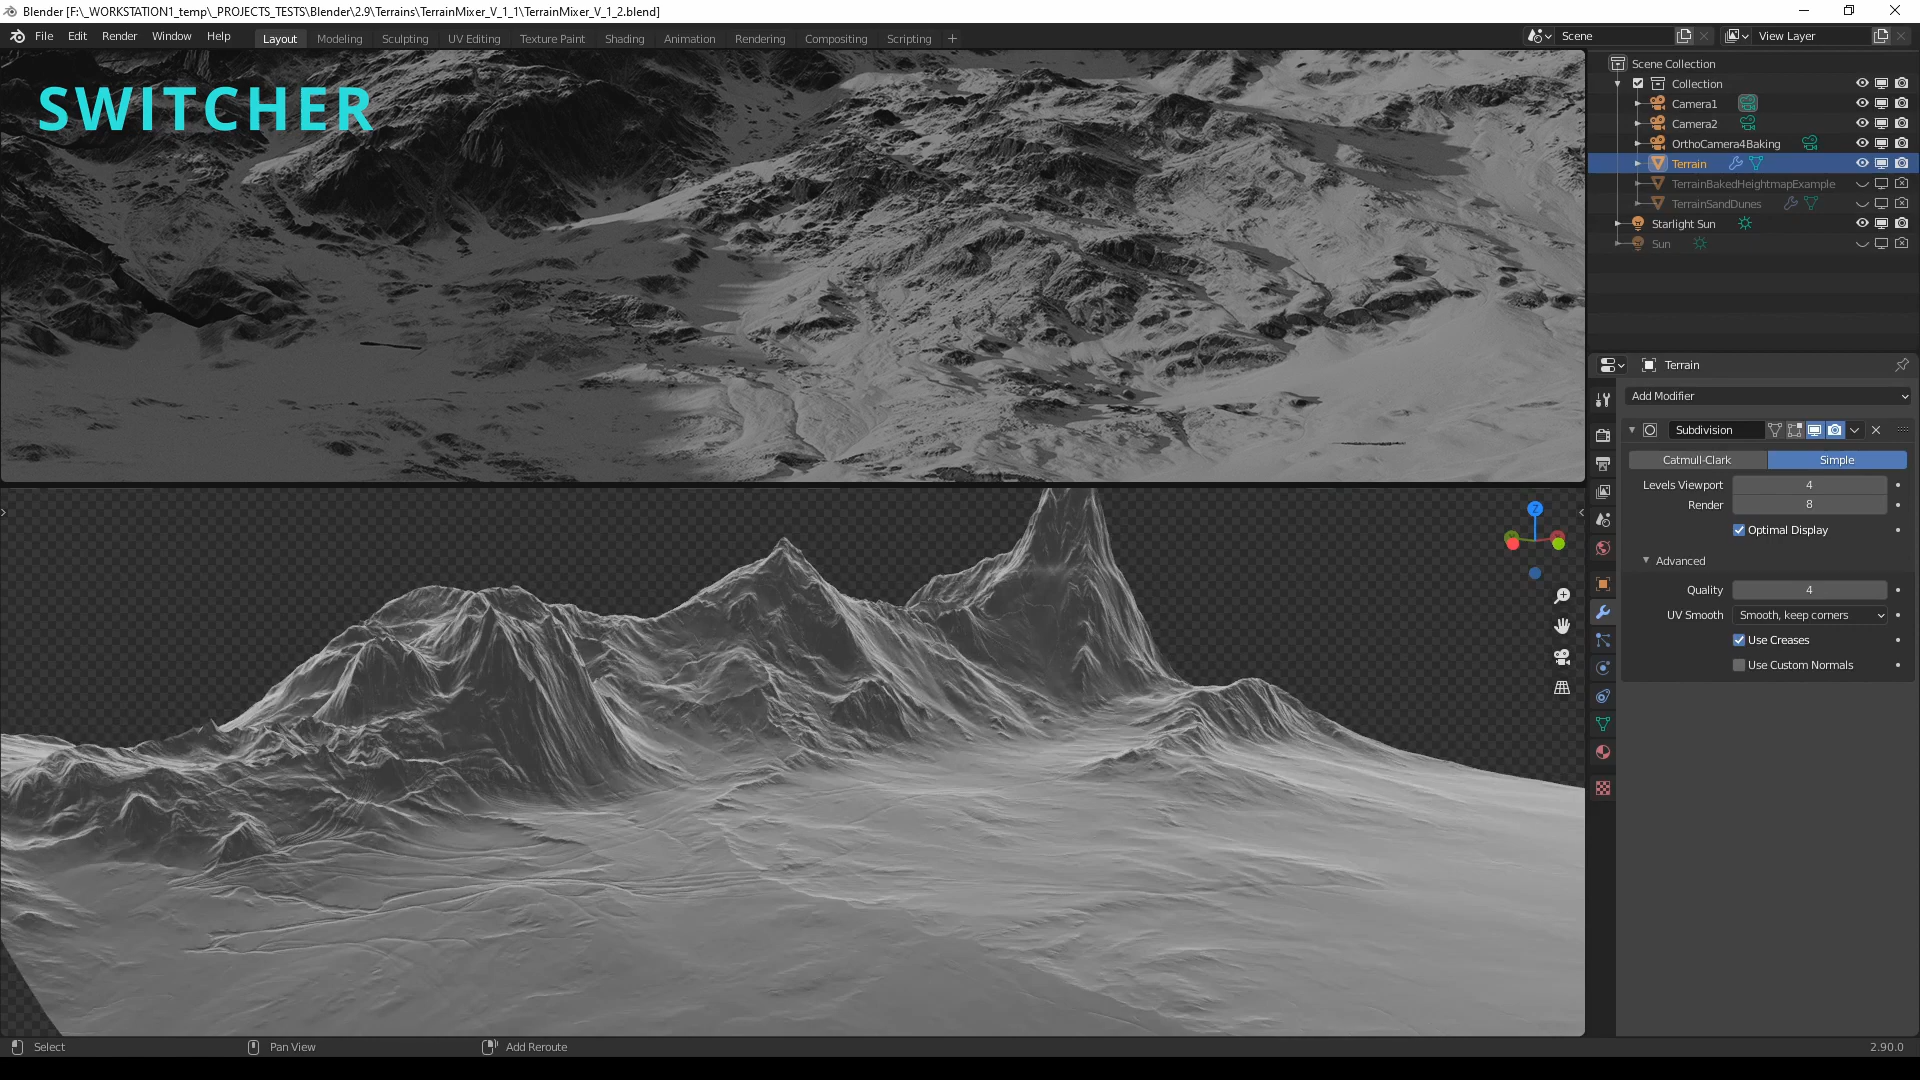 Blender [F:\_WORKSTATION1_temp\_PROJECTS_TESTS\Blender\2.9\Terrains\TerrainMixer_V_1_1\TerrainMixer_V_1_2.blend]
File Edit Render Window Help Layout Modeling Sculpting UV Editing Texture Paint Shading Animation Rendering Compositing Scripting + Scene View Layer
SWITCHER
Scene Collection
Collection
Camera1
Camera2
OrthoCamera4Baking
Terrain
TerrainBakedHeightmapExample
TerrainSandDunes
Starlight Sun
Sun
Terrain
Add Modifier
Subdivision
Catmull-Clark Simple
Levels Viewport 4
Render 8
Optimal Display
Advanced
Quality 4
UV Smooth Smooth, keep corners
Use Creases
Use Custom Normals
Z
Select Pan View Add Reroute 2.90.0